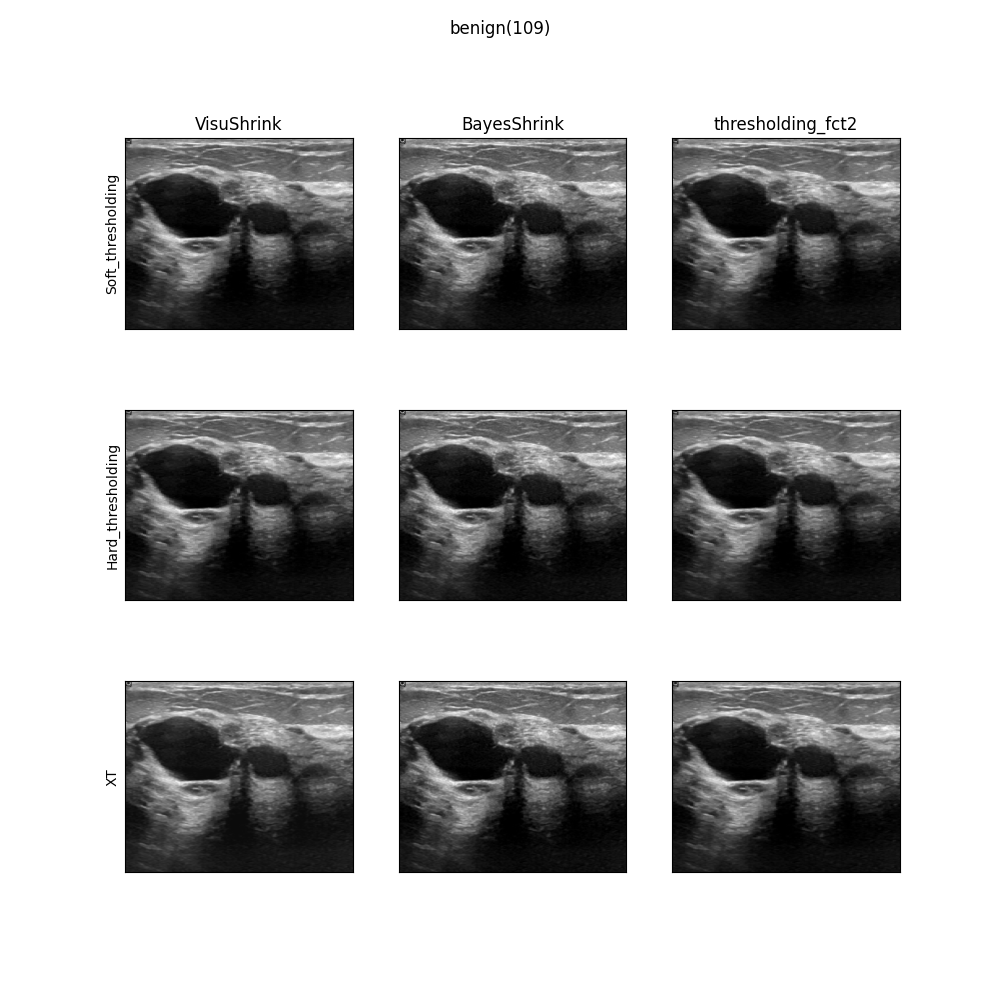 benign(109)
VisuShrink
BayesShrink
thresholding_fct2
Soft_thresholding
Hard_thresholding
XT